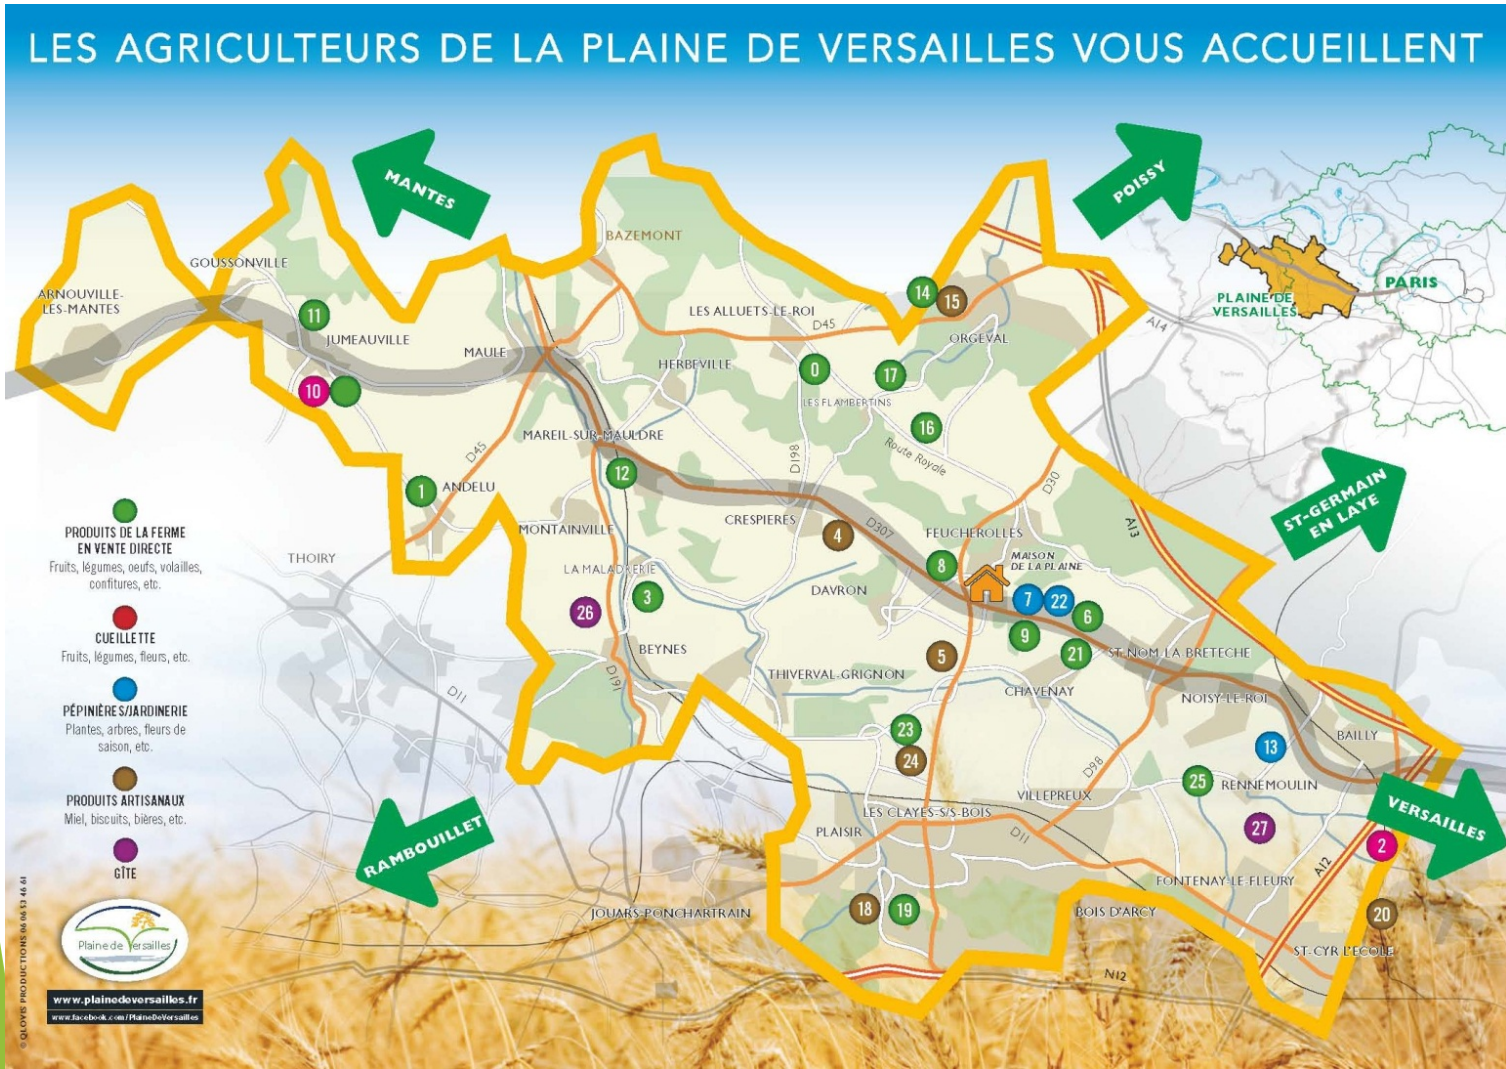 LES AGRICULTEURS DE LA PLAINE DE VERSAILLES VOUS ACCUEILLENT
MANTES
POISSY
BAZEMONT
GOUSSONVILLE
ARNOUVILLE-
LES-MANTES
PARIS
PLAINE DE
VERSAILLES
14
15
11
LES ALLUETS-LE-ROI
D45
A14
JUMEAUVILLE
ORGEVAL
MAULE
HERBEVILLE
0
17
10
LES FLAMBERTINS
16
MAREIL-SUR-MAULDRE
Route Royale
D45
D198
12
D30
1
ANDELU
ST-GERMAIN
EN LAYE
PRODUITS DE LA FERME
EN VENTE DIRECTE
Fruits, légumes, oeufs, volailles,
confitures, etc.
CRESPIERES
D307
A13
MONTAINVILLE
4
FEUCHEROLLES
THOIRY
MAISON
DE LA PLAINE
LA MALADRERIE
8
DAVRON
3
26
7
22
6
CUEILLETTE
Fruits, légumes, fleurs, etc.
9
BEYNES
5
21
ST-NOM-LA BRETECHE
D191
THIVERVAL-GRIGNON
CHAVENAY
D11
NOISY-LE-ROI
PÉPINIÈRES/JARDINERIE
Plantes, arbres, fleurs de
saison, etc.
23
BAILLY
13
24
D98
25
RENNEMOULIN
PRODUITS ARTISANAUX
Miel, biscuits, bières, etc.
VILLEPREUX
LES CLAYES-S/S-BOIS
VERSAILLES
RAMBOUILLET
PLAISIR
D11
27
2
GÎTE
A12
FONTENAY-LE-FLEURY
18
19
JOUARS-PONCHARTRAIN
BOIS D'ARCY
20
Plaine de Versailles
ST-CYR L'ECOLE
N12
www.plainedeversailles.fr
www.facebook.com/PlaineDeVersailles
© QLOVIS PRODUCTIONS 06 06 53 46 61